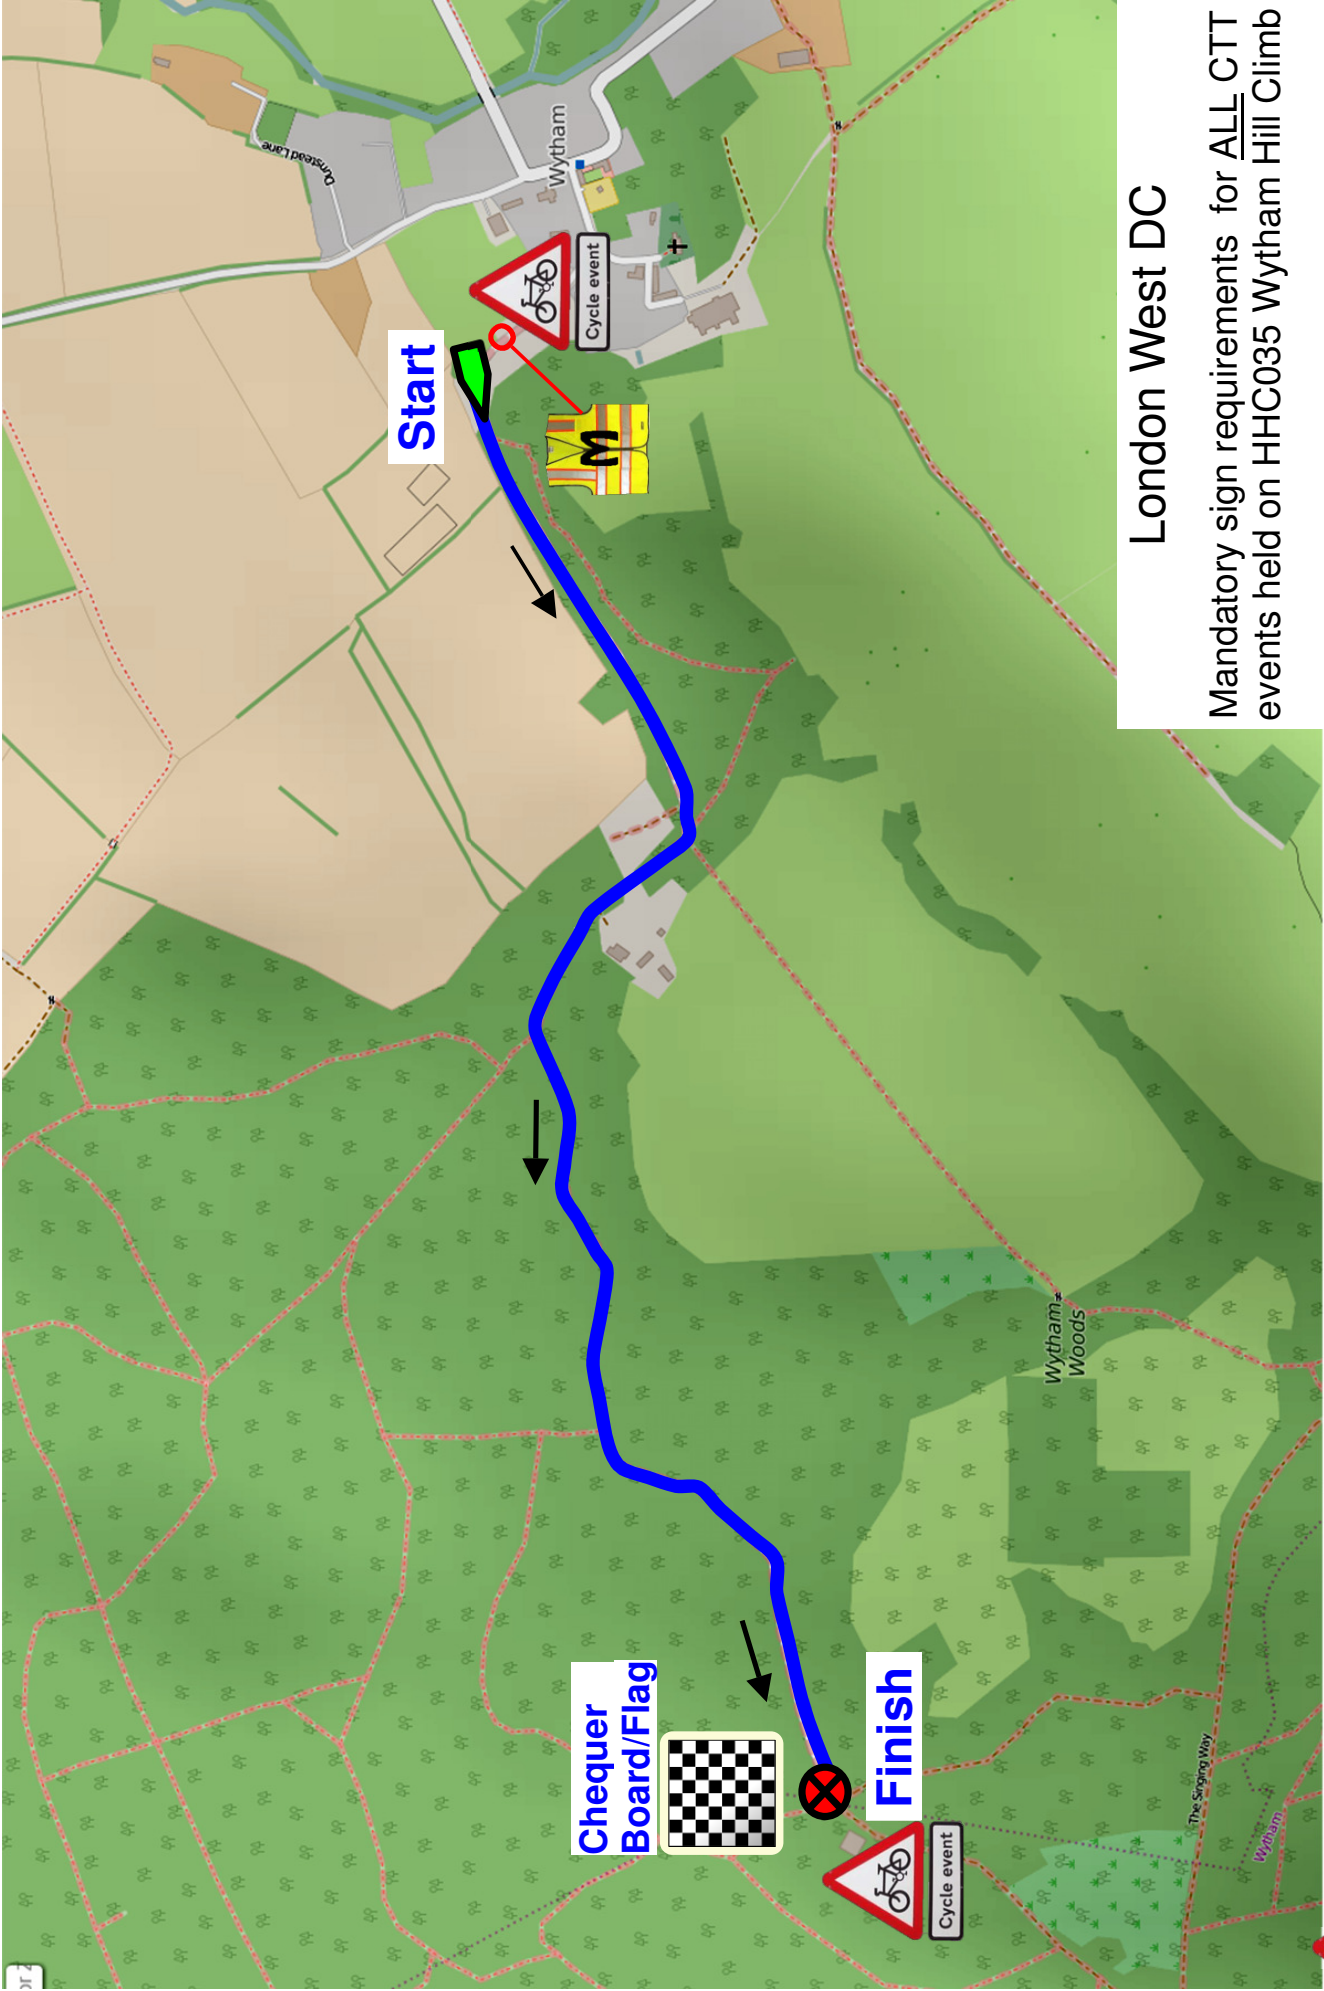 London West DC
Mandatory sign requirements for ALL CTT
events held on HHC035 Wytham Hill Climb
Start
Cycle event
M
Wytham
Dunstead Lane
Chequer
Board/Flag
Finish
Cycle event
Wytham
Woods
The Singing Way
Wytham